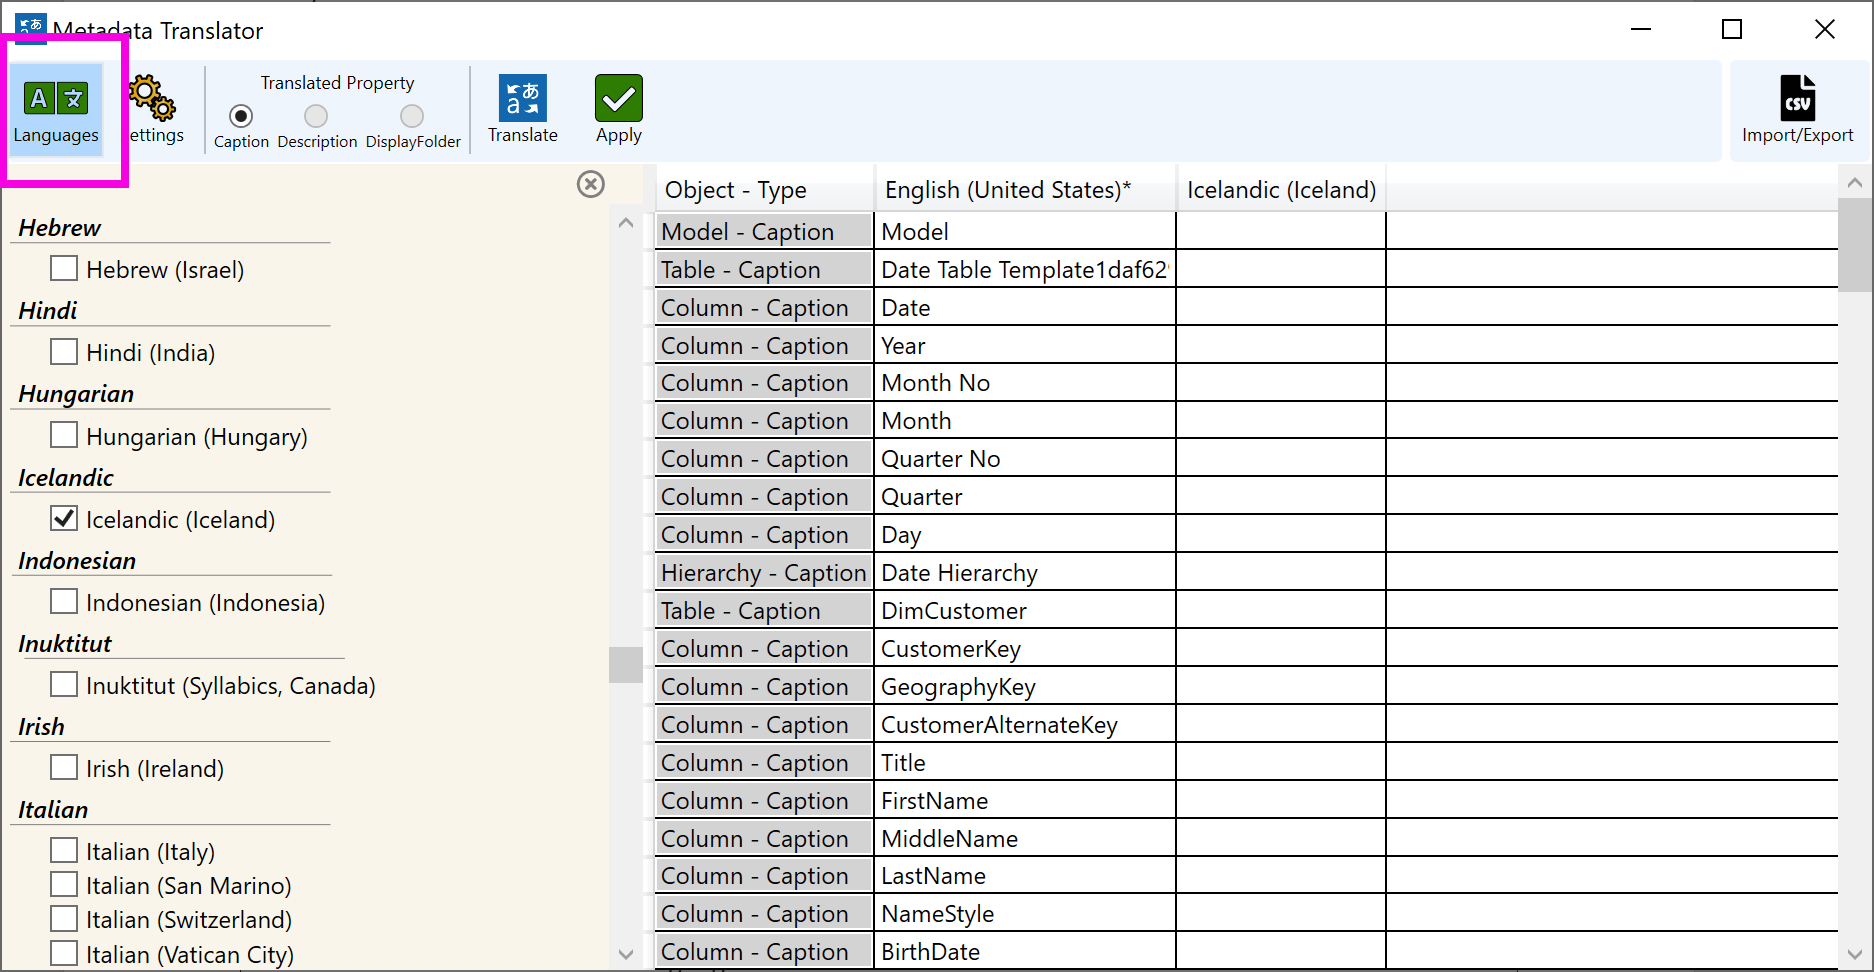 Metadata Translator
Languages
ettings
Translated Property
Caption Description DisplayFolder
Translate
Apply
CSV
Import/Export
Hebrew
Hebrew (Israel)
Hindi
Hindi (India)
Hungarian
Hungarian (Hungary)
Icelandic
Icelandic (Iceland)
Indonesian
Indonesian (Indonesia)
Inuktitut
Inuktitut (Syllabics, Canada)
Irish
Irish (Ireland)
Italian
Italian (Italy)
Italian (San Marino)
Italian (Switzerland)
Italian (Vatican City)
Object - Type English (United States)* Icelandic (Iceland)
Model - Caption Model
Table - Caption Date Table Template1daf62
Column - Caption Date
Column - Caption Year
Column - Caption Month No
Column - Caption Month
Column - Caption Quarter No
Column - Caption Quarter
Column - Caption Day
Hierarchy - Caption Date Hierarchy
Table - Caption DimCustomer
Column - Caption CustomerKey
Column - Caption GeographyKey
Column - Caption CustomerAlternateKey
Column - Caption Title
Column - Caption FirstName
Column - Caption MiddleName
Column - Caption LastName
Column - Caption NameStyle
Column - Caption BirthDate